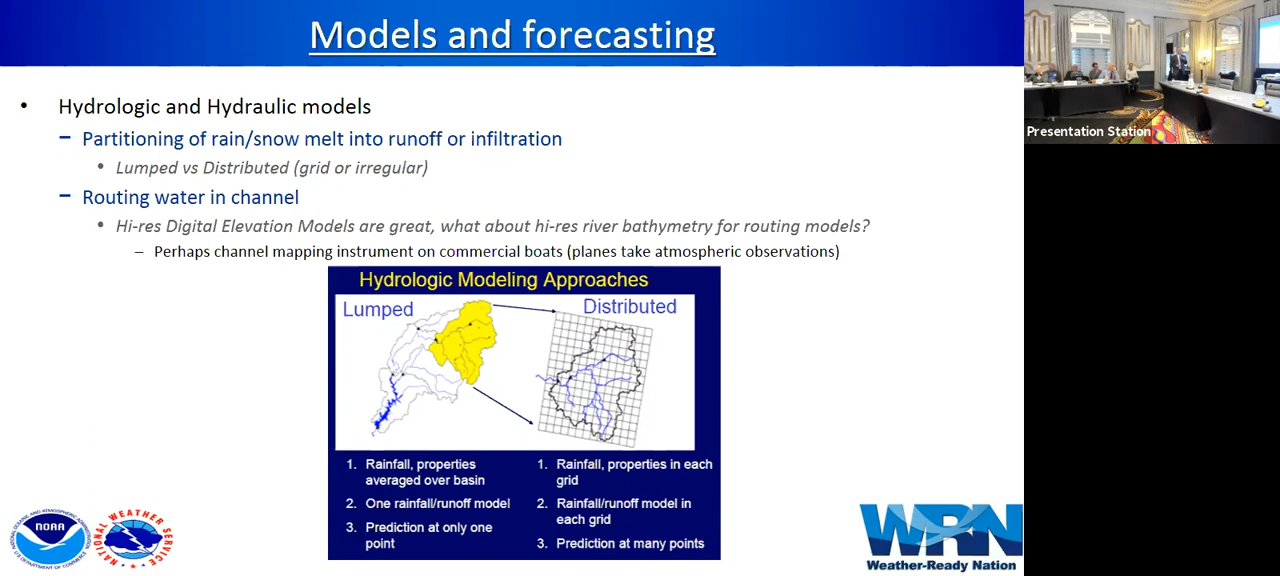 Models and forecasting
• Hydrologic and Hydraulic models
– Partitioning of rain/snow melt into runoff or infiltration
• Lumped vs Distributed (grid or irregular)
– Routing water in channel
• Hi-res Digital Elevation Models are great, what about hi-res river bathymetry for routing models?
– Perhaps channel mapping instrument on commercial boats (planes take atmospheric observations)
Hydrologic Modeling Approaches
Lumped
Distributed
1. Rainfall, properties
averaged over basin
2. One rainfall/runoff model
3. Prediction at only one
point
1. Rainfall, properties in each
grid
2. Rainfall/runoff model in
each grid
3. Prediction at many points
NOAA
NATIONAL WEATHER SERVICE
WRN
Weather-Ready Nation
Presentation Station